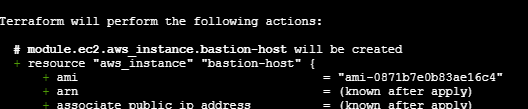 Terraform will perform the following actions:
# module.ec2.aws_instance.bastion-host will be created
+ resource "aws_instance" "bastion-host" {
+ ami = "ami-0871b7e0b83ae16c4"
+ arn = (known after apply)
+ associate_public_ip_address = (known after apply)